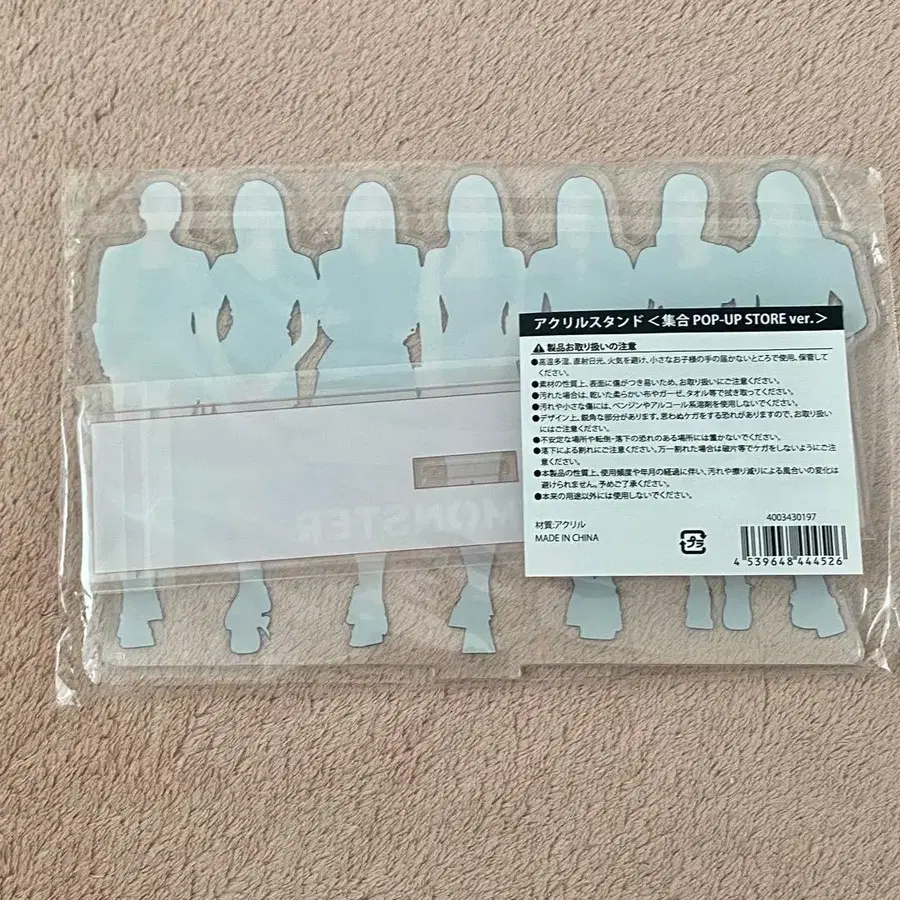 アクリルスタンド＜集合 POP-UP STORE ver.＞
製品お取り扱いの注意
●高温多湿、直射日光、火気を避け、小さなお子様の手の届かないところで使用、保管して
ください。
●素材の性質上、表面に傷がつき易いため、お取り扱いにご注意ください。
●汚れた場合は、乾いた柔らかい布やガーゼ、タオル等で拭き取ってください。
●汚れや小さな傷には、ベンジンやアルコール系溶剤を使用しないでください。
●デザイン上、鋭角な部分があります。思わぬケガをする恐れがありますので、お取り扱い
にはご注意ください。
●不安定な場所や転倒・落下の恐れのある場所には置かないでください。
●落下による割れにご注意ください。万一割れた場合は破片等でケガをしないようにご注
意ください。
●本製品の性質上、使用頻度や年月の経過に伴い、汚れや擦り減りによる風合いの変化は
避けられません。予めご了承ください。
●本来の用途以外には使用しないでください。
MONSTER
材質：アクリル
MADE IN CHINA
プラ
4003430197
4 539648 444526